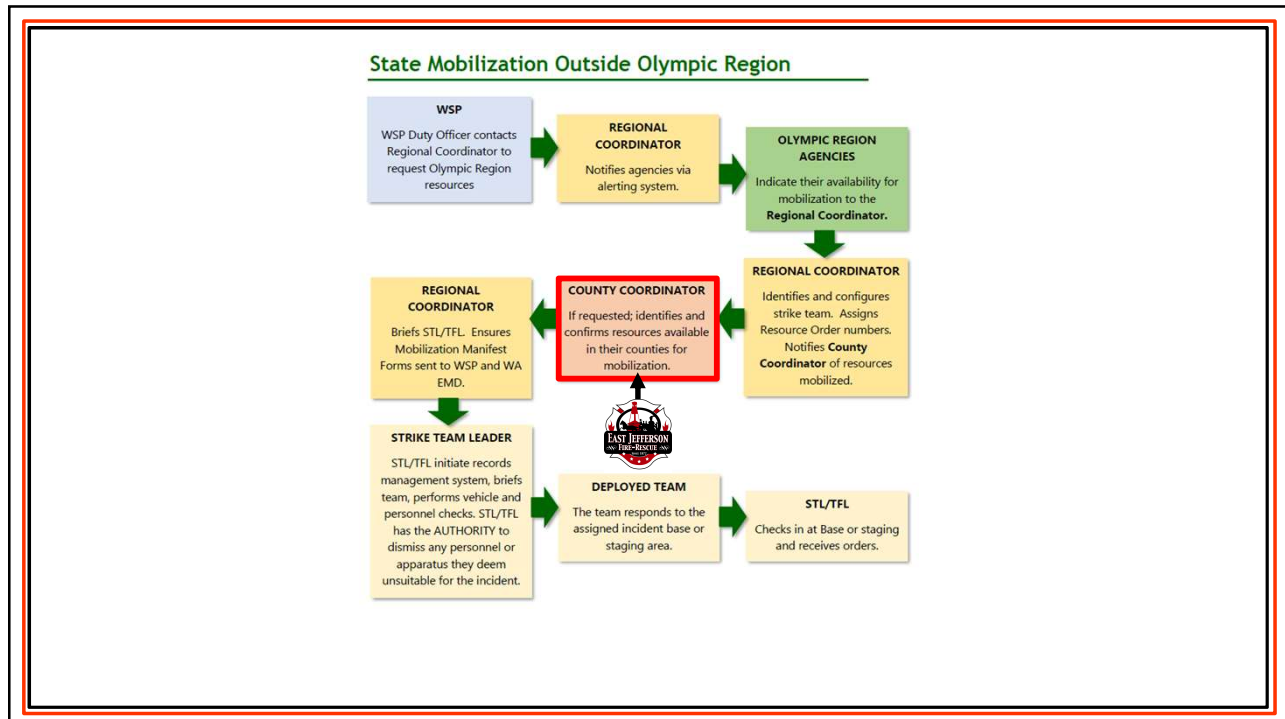 State Mobilization Outside Olympic Region
WSP
WSP Duty Officer contacts
Regional Coordinator to
request Olympic Region
resources
REGIONAL
COORDINATOR
Notifies agencies via
alerting system.
OLYMPIC REGION
AGENCIES
Indicate their availability for
mobilization to the
Regional Coordinator.
REGIONAL COORDINATOR
Identifies and configures
strike team. Assigns
Resource Order numbers.
Notifies County
Coordinator of resources
mobilized.
COUNTY COORDINATOR
If requested; identifies and
confirms resources available
in their counties for
mobilization.
EAST JEFFERSON
FIRE-RESCUE
REGIONAL
COORDINATOR
Briefs STL/TFL. Ensures
Mobilization Manifest
Forms sent to WSP and WA
EMD.
STRIKE TEAM LEADER
STL/TFL initiate records
management system, briefs
team, performs vehicle and
personnel checks. STL/TFL
has the AUTHORITY to
dismiss any personnel or
apparatus they deem
unsuitable for the incident.
DEPLOYED TEAM
The team responds to the
assigned incident base or
staging area.
STL/TFL
Checks in at Base or staging
and receives orders.